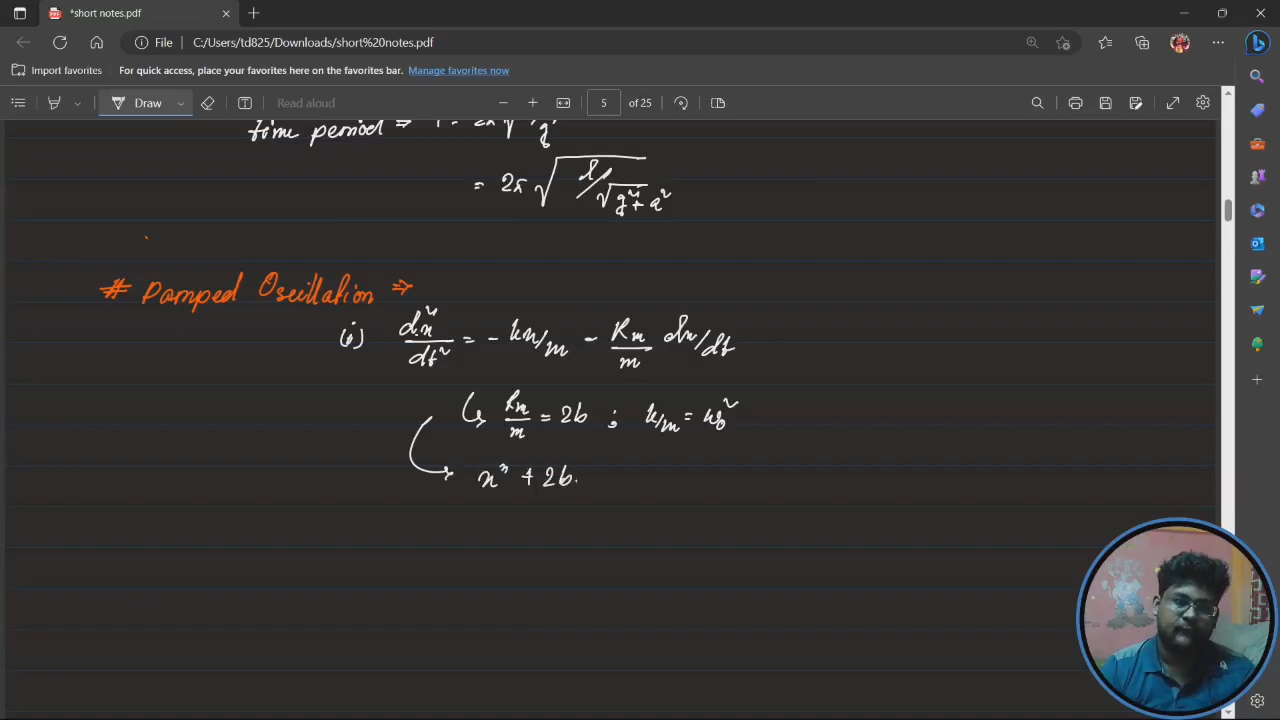 *short notes.pdf
File C:/Users/td825/Downloads/short%20notes.pdf
Import favorites For quick access, place your favorites here on the favorites bar. Manage favorites now
Draw Read aloud 5 of 25
time period ⇒
= 2π √(l/√(g²+a²))
# Damped Oscillation ⇒
(i) d²x/dt² = - kx/m - Rm/m dx/dt
↳ Rm/m = 2b ; k/m = ω₀²
→ x" + 2b